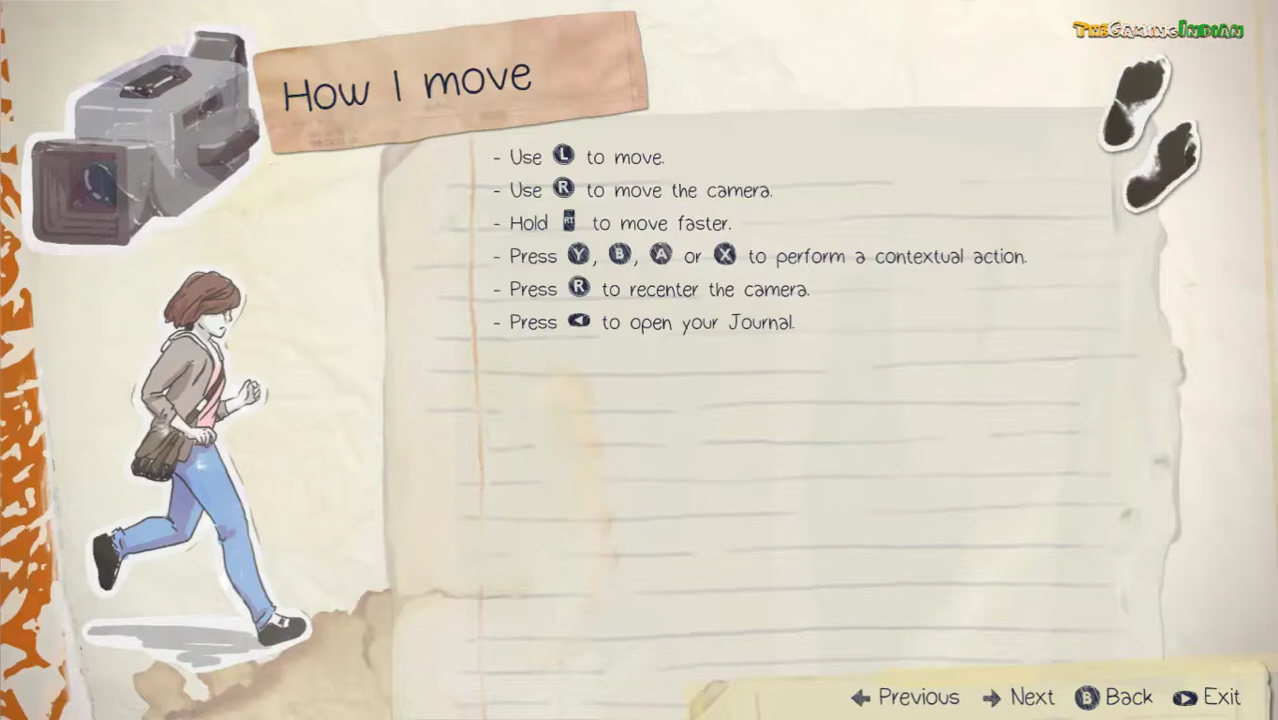 THEGAMINGINDIAN
How I move
- Use L to move.
- Use R to move the camera.
- Hold RT to move faster.
- Press Y, B, A or X to perform a contextual action.
- Press R to recenter the camera.
- Press ◀ to open your Journal.
← Previous → Next B Back ▶ Exit